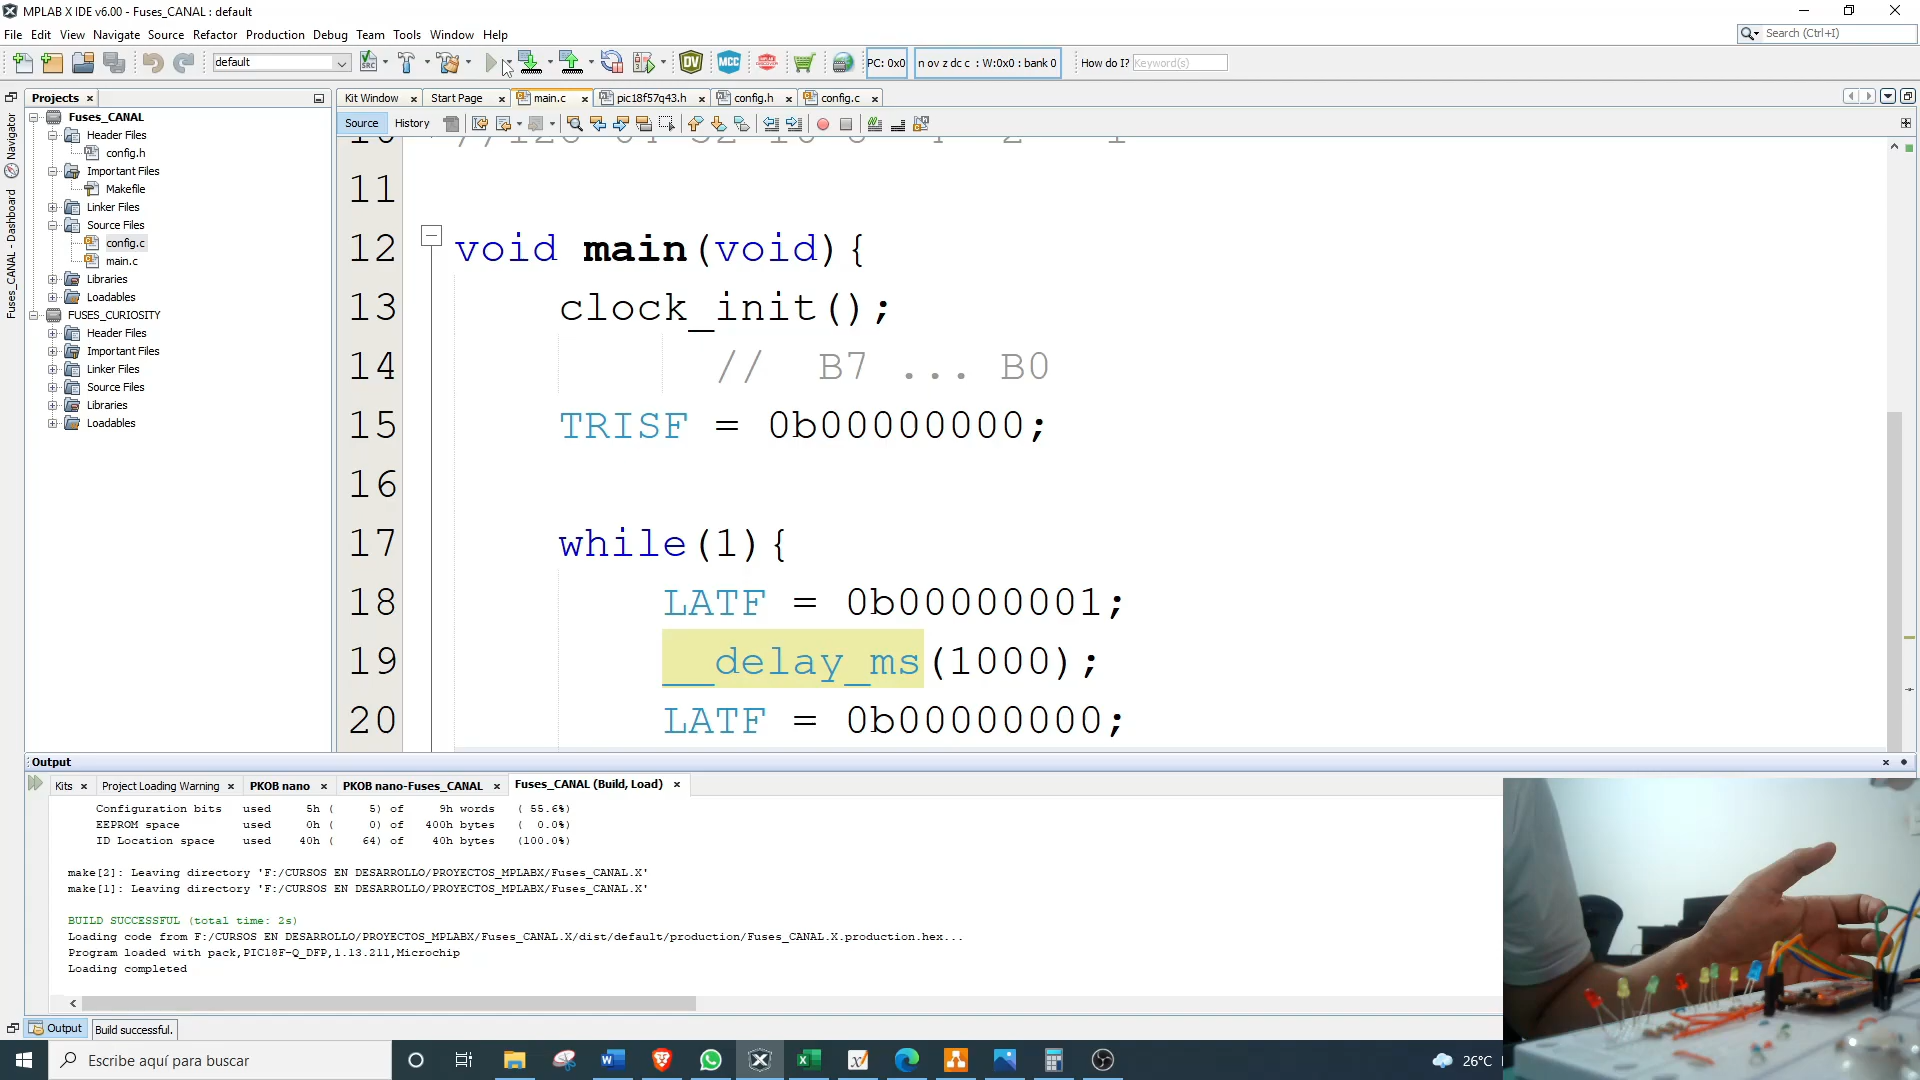 MPLAB X IDE v6.00 - Fuses_CANAL : default
File Edit View Navigate Source Refactor Production Debug Team Tools Window Help
Search (Ctrl+I)
default
SRC
DV
MCC
PC: 0x0
n ov z dc c : W:0x0 : bank 0
How do I?
Keyword(s)
Projects
Kit Window
Start Page
main.c
pic18f57q43.h
config.h
config.c
Source
History
Navigator
Fuses_CANAL - Dashboard
Fuses_CANAL
Header Files
config.h
Important Files
Makefile
Linker Files
Source Files
config.c
main.c
Libraries
Loadables
FUSES_CURIOSITY
Header Files
Important Files
Linker Files
Source Files
Libraries
Loadables
10 //128 64 32 16 8 4 2 1
11
12 void main(void){
13 clock_init();
14 // B7 ... B0
15 TRISF = 0b00000000;
16
17 while(1){
18 LATF = 0b00000001;
19 __delay_ms(1000);
20 LATF = 0b00000000;
Output
Kits
Project Loading Warning
PKOB nano
PKOB nano-Fuses_CANAL
Fuses_CANAL (Build, Load)
Configuration bits used 5h ( 5) of 9h words ( 55.6%)
EEPROM space used 0h ( 0) of 400h bytes ( 0.0%)
ID Location space used 40h ( 64) of 40h bytes (100.0%)
make[2]: Leaving directory 'F:/CURSOS EN DESARROLLO/PROYECTOS_MPLABX/Fuses_CANAL.X'
make[1]: Leaving directory 'F:/CURSOS EN DESARROLLO/PROYECTOS_MPLABX/Fuses_CANAL.X'
BUILD SUCCESSFUL (total time: 2s)
Loading code from F:/CURSOS EN DESARROLLO/PROYECTOS_MPLABX/Fuses_CANAL.X/dist/default/production/Fuses_CANAL.X.production.hex...
Program loaded with pack,PIC18F-Q_DFP,1.13.211,Microchip
Loading completed
Output
Build successful.
Escribe aquí para buscar
26°C